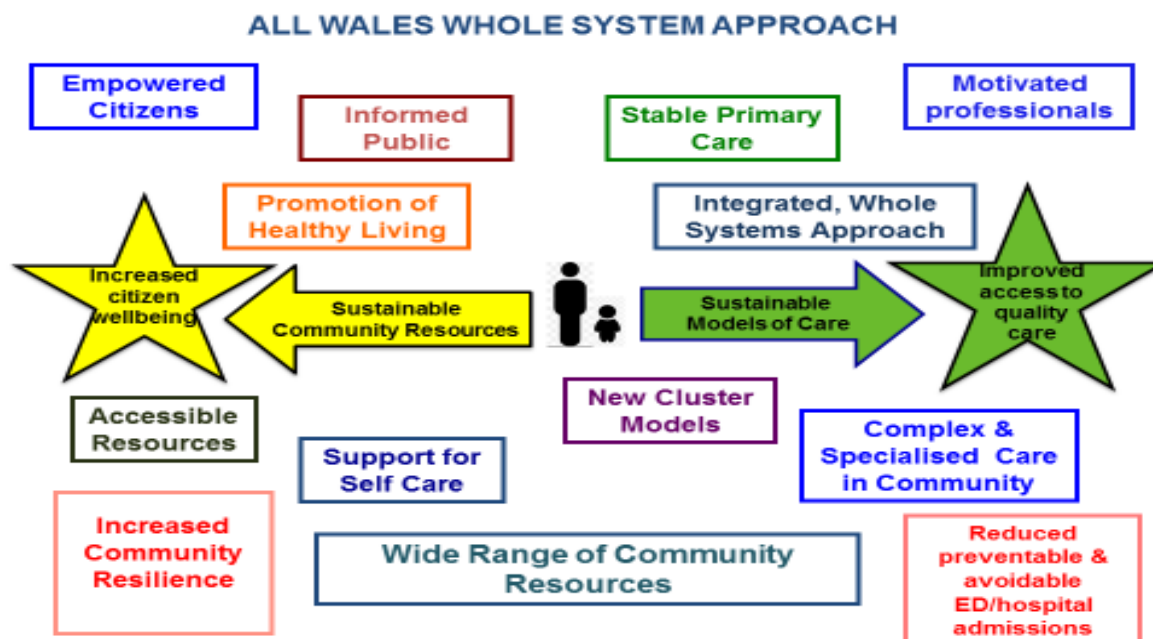 ALL WALES WHOLE SYSTEM APPROACH
Empowered
Citizens
Informed
Public
Stable Primary
Care
Motivated
professionals
Promotion of
Healthy Living
Integrated, Whole
Systems Approach
Increased
citizen
wellbeing
Sustainable
Community Resources
Sustainable
Models of Care
Improved
access to
quality
care
Accessible
Resources
Support for
Self Care
New Cluster
Models
Complex &
Specialised Care
in Community
Increased
Community
Resilience
Wide Range of Community
Resources
Reduced
preventable &
avoidable
ED/hospital
admissions